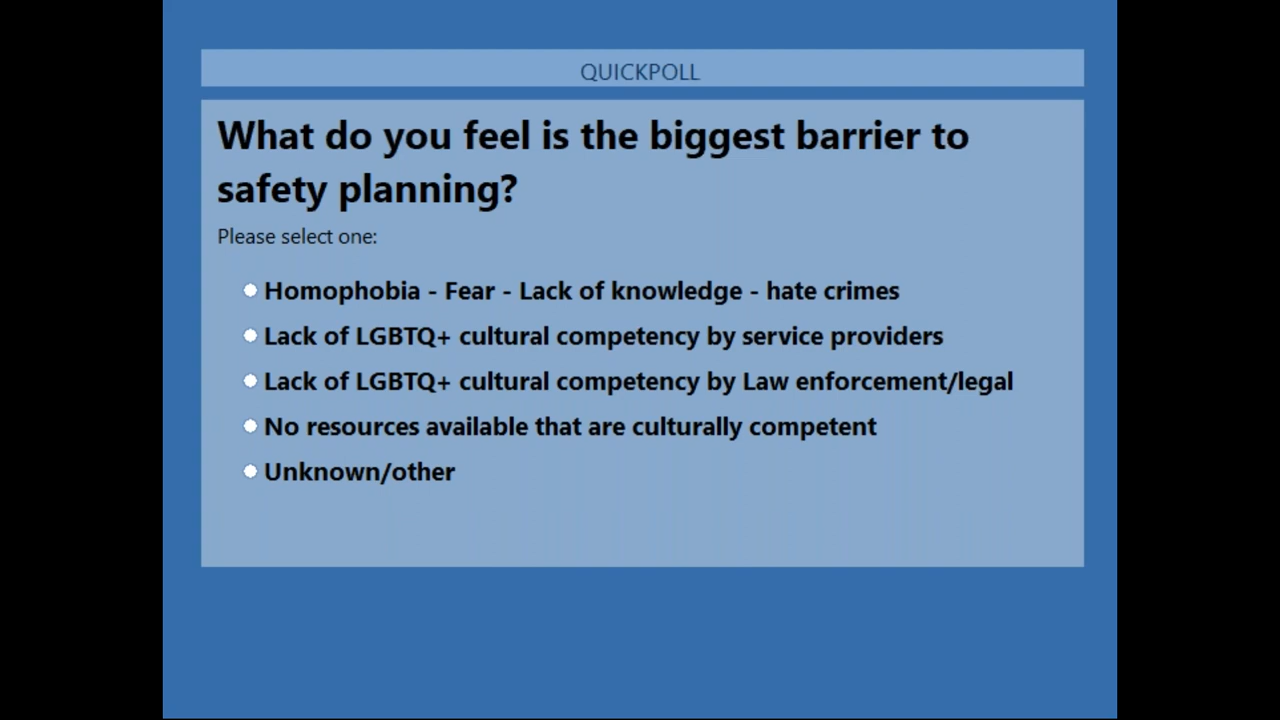 QUICKPOLL
What do you feel is the biggest barrier to
safety planning?
Please select one:
Homophobia - Fear - Lack of knowledge - hate crimes
Lack of LGBTQ+ cultural competency by service providers
Lack of LGBTQ+ cultural competency by Law enforcement/legal
No resources available that are culturally competent
Unknown/other